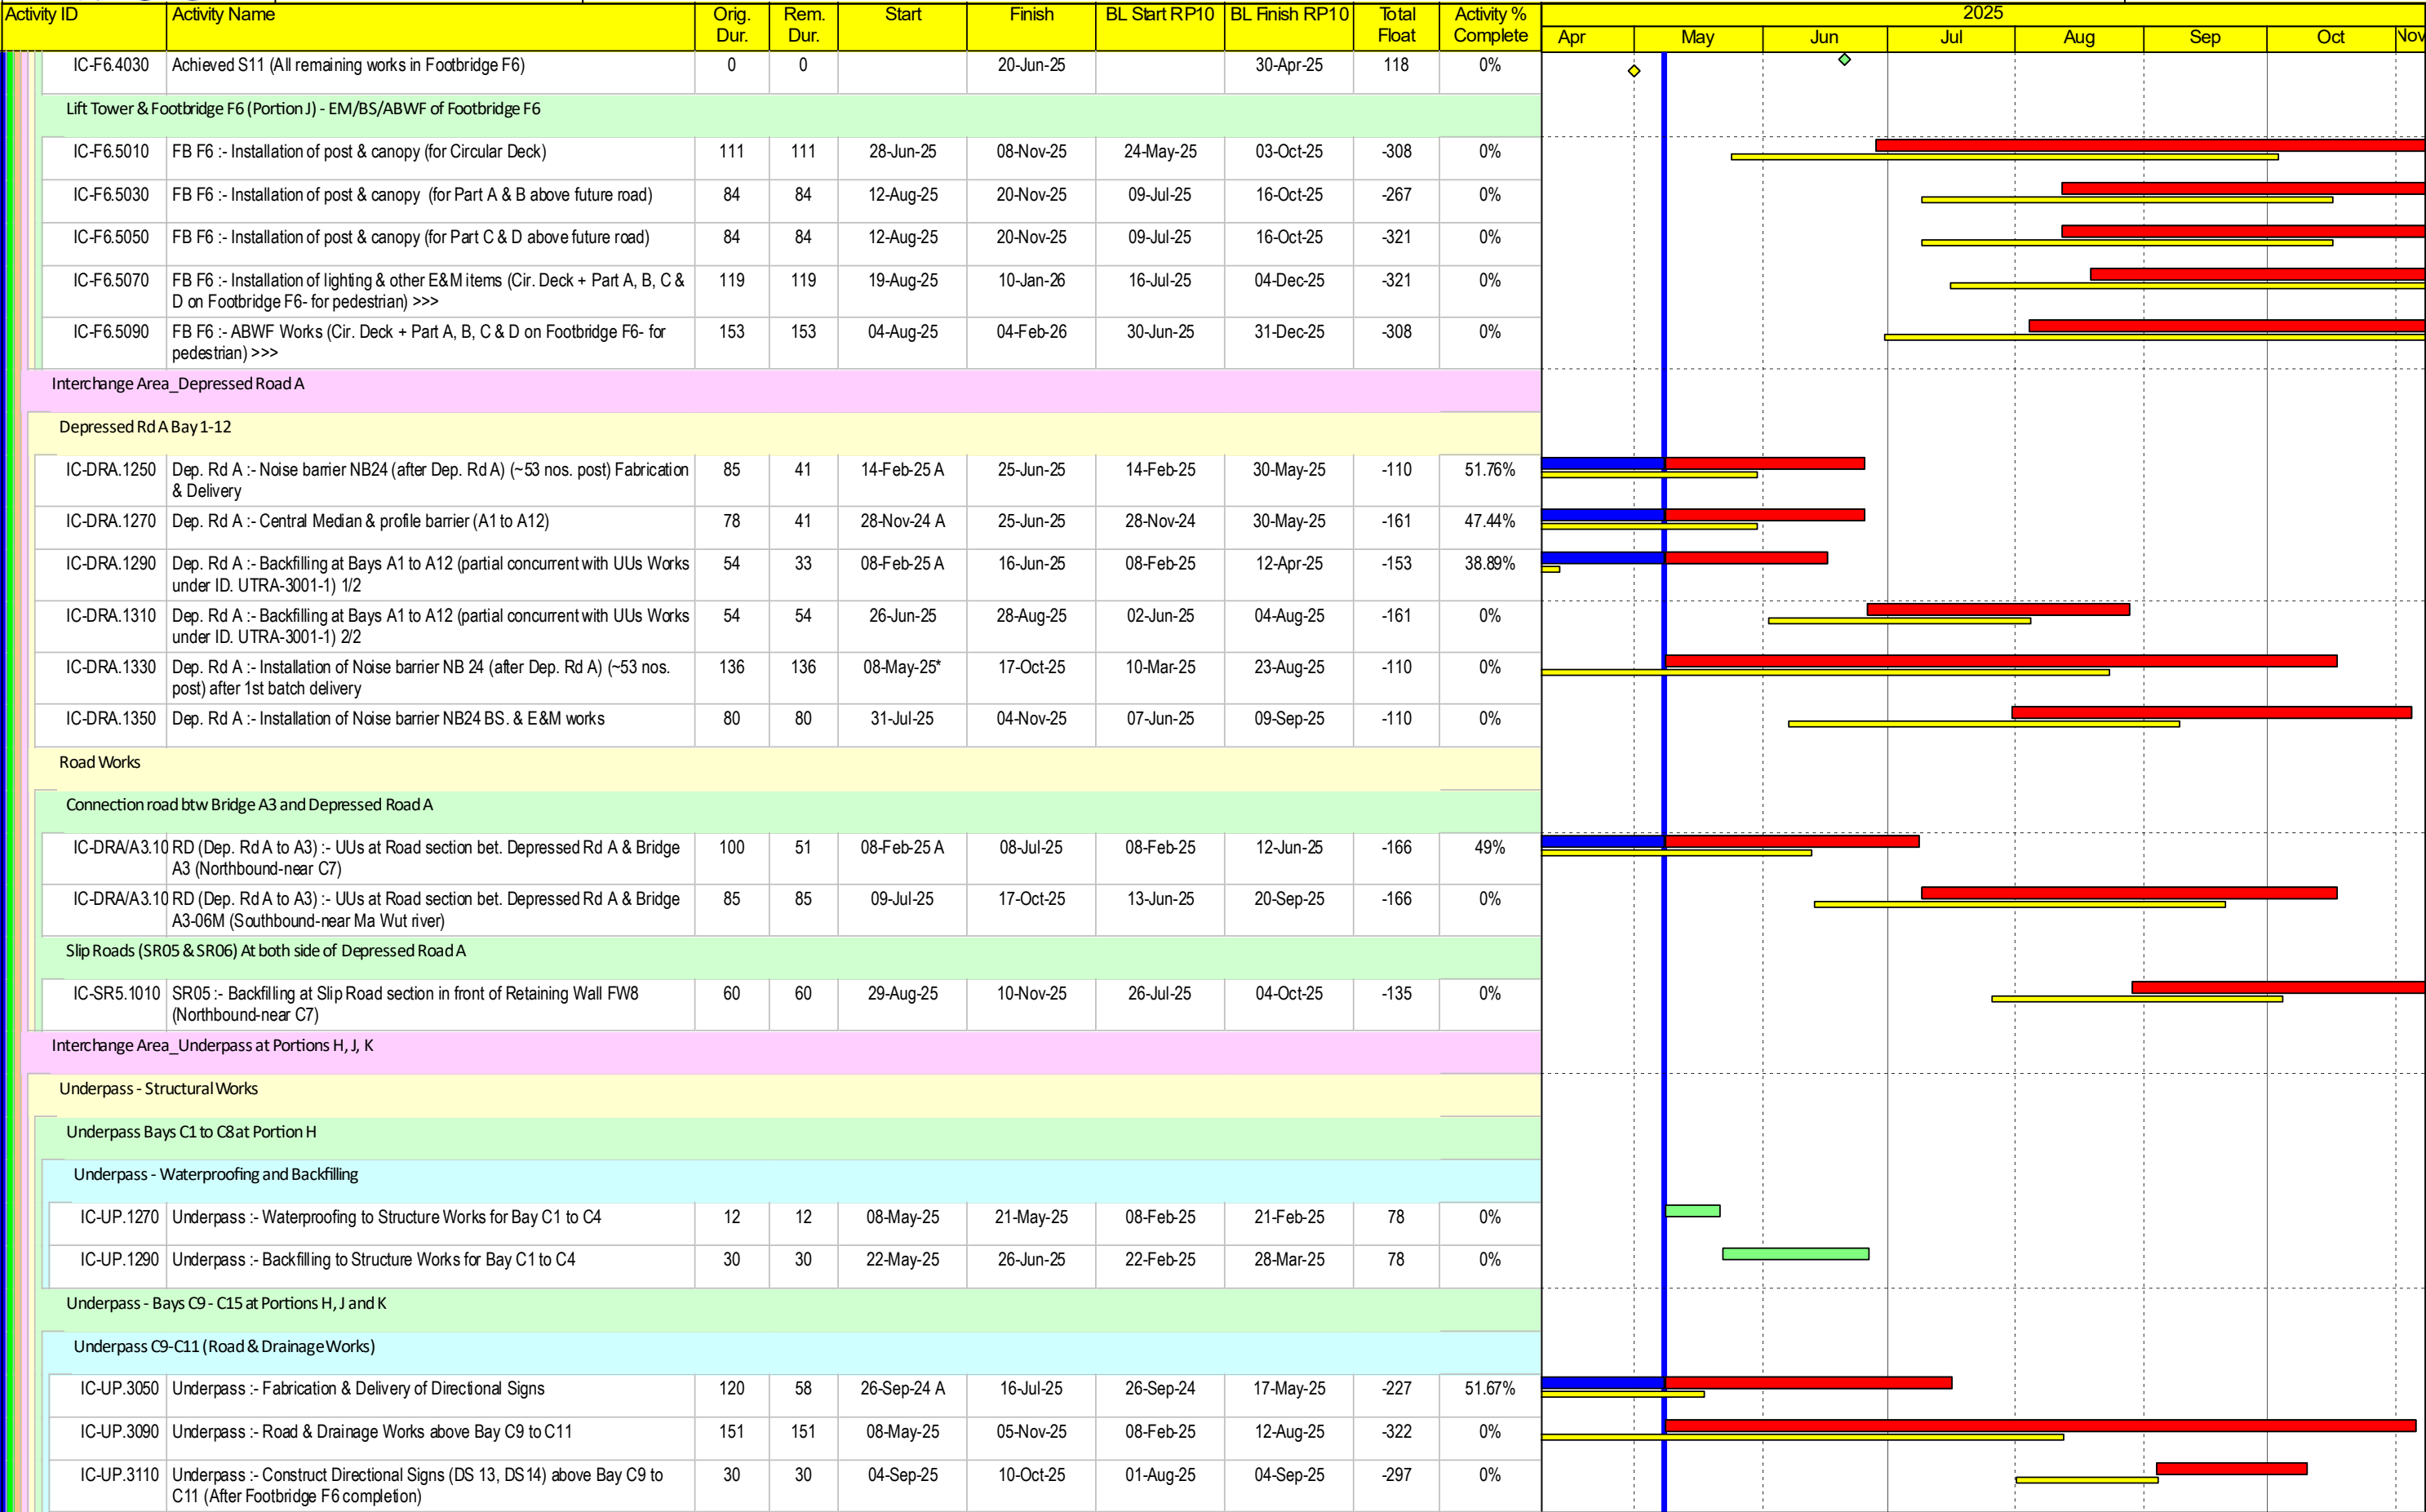 Activity ID Activity Name Orig. Dur. Rem. Dur. Start Finish BL Start RP10 BL Finish RP10 Total Float Activity % Complete 2025
Apr May Jun Jul Aug Sep Oct Nov
IC-F6.4030 Achieved S11 (All remaining works in Footbridge F6) 0 0 20-Jun-25 30-Apr-25 118 0%
Lift Tower & Footbridge F6 (Portion J) - EM/BS/ABWF of Footbridge F6
IC-F6.5010 FB F6 :- Installation of post & canopy (for Circular Deck) 111 111 28-Jun-25 08-Nov-25 24-May-25 03-Oct-25 -308 0%
IC-F6.5030 FB F6 :- Installation of post & canopy (for Part A & B above future road) 84 84 12-Aug-25 20-Nov-25 09-Jul-25 16-Oct-25 -267 0%
IC-F6.5050 FB F6 :- Installation of post & canopy (for Part C & D above future road) 84 84 12-Aug-25 20-Nov-25 09-Jul-25 16-Oct-25 -321 0%
IC-F6.5070 FB F6 :- Installation of lighting & other E&M items (Cir. Deck + Part A, B, C & 119 119 19-Aug-25 10-Jan-26 16-Jul-25 04-Dec-25 -321 0%
D on Footbridge F6- for pedestrian) >>>
IC-F6.5090 FB F6 :- ABWF Works (Cir. Deck + Part A, B, C & D on Footbridge F6- for 153 153 04-Aug-25 04-Feb-26 30-Jun-25 31-Dec-25 -308 0%
pedestrian) >>>
Interchange Area_Depressed Road A
Depressed Rd A Bay 1-12
IC-DRA.1250 Dep. Rd A :- Noise barrier NB24 (after Dep. Rd A) (~53 nos. post) Fabrication 85 41 14-Feb-25 A 25-Jun-25 14-Feb-25 30-May-25 -110 51.76%
& Delivery
IC-DRA.1270 Dep. Rd A :- Central Median & profile barrier (A1 to A12) 78 41 28-Nov-24 A 25-Jun-25 28-Nov-24 30-May-25 -161 47.44%
IC-DRA.1290 Dep. Rd A :- Backfilling at Bays A1 to A12 (partial concurrent with UUs Works 54 33 08-Feb-25 A 16-Jun-25 08-Feb-25 12-Apr-25 -153 38.89%
under ID. UTRA-3001-1) 1/2
IC-DRA.1310 Dep. Rd A :- Backfilling at Bays A1 to A12 (partial concurrent with UUs Works 54 54 26-Jun-25 28-Aug-25 02-Jun-25 04-Aug-25 -161 0%
under ID. UTRA-3001-1) 2/2
IC-DRA.1330 Dep. Rd A :- Installation of Noise barrier NB 24 (after Dep. Rd A) (~53 nos. 136 136 08-May-25* 17-Oct-25 10-Mar-25 23-Aug-25 -110 0%
post) after 1st batch delivery
IC-DRA.1350 Dep. Rd A :- Installation of Noise barrier NB24 BS. & E&M works 80 80 31-Jul-25 04-Nov-25 07-Jun-25 09-Sep-25 -110 0%
Road Works
Connection road btw Bridge A3 and Depressed Road A
IC-DRA/A3.10 RD (Dep. Rd A to A3) :- UUs at Road section bet. Depressed Rd A & Bridge 100 51 08-Feb-25 A 08-Jul-25 08-Feb-25 12-Jun-25 -166 49%
A3 (Northbound-near C7)
IC-DRA/A3.10 RD (Dep. Rd A to A3) :- UUs at Road section bet. Depressed Rd A & Bridge 85 85 09-Jul-25 17-Oct-25 13-Jun-25 20-Sep-25 -166 0%
A3-06M (Southbound-near Ma Wut river)
Slip Roads (SR05 & SR06) At both side of Depressed Road A
IC-SR5.1010 SR05 :- Backfilling at Slip Road section in front of Retaining Wall FW8 60 60 29-Aug-25 10-Nov-25 26-Jul-25 04-Oct-25 -135 0%
(Northbound-near C7)
Interchange Area_Underpass at Portions H, J, K
Underpass - Structural Works
Underpass Bays C1 to C8 at Portion H
Underpass - Waterproofing and Backfilling
IC-UP.1270 Underpass :- Waterproofing to Structure Works for Bay C1 to C4 12 12 08-May-25 21-May-25 08-Feb-25 21-Feb-25 78 0%
IC-UP.1290 Underpass :- Backfilling to Structure Works for Bay C1 to C4 30 30 22-May-25 26-Jun-25 22-Feb-25 28-Mar-25 78 0%
Underpass - Bays C9 - C15 at Portions H, J and K
Underpass C9-C11 (Road & Drainage Works)
IC-UP.3050 Underpass :- Fabrication & Delivery of Directional Signs 120 58 26-Sep-24 A 16-Jul-25 26-Sep-24 17-May-25 -227 51.67%
IC-UP.3090 Underpass :- Road & Drainage Works above Bay C9 to C11 151 151 08-May-25 05-Nov-25 08-Feb-25 12-Aug-25 -322 0%
IC-UP.3110 Underpass :- Construct Directional Signs (DS 13, DS14) above Bay C9 to 30 30 04-Sep-25 10-Oct-25 01-Aug-25 04-Sep-25 -297 0%
C11 (After Footbridge F6 completion)